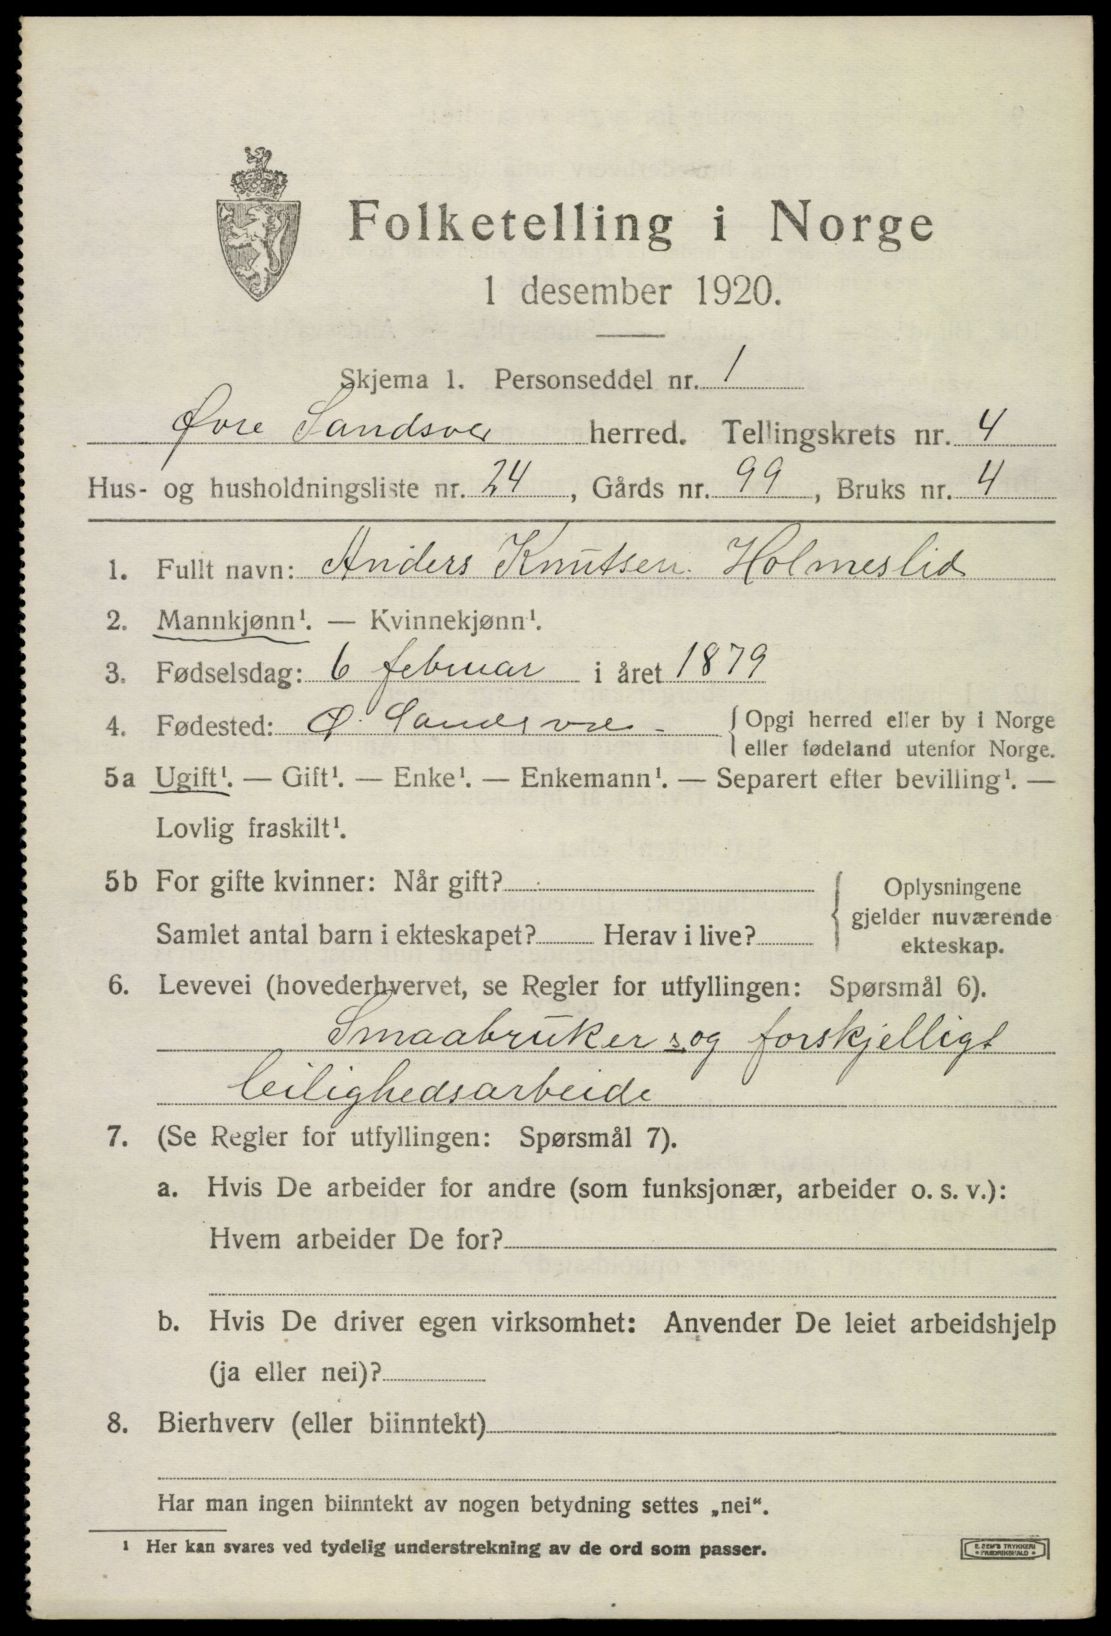 Folketelling i Norge
1 desember 1920.
Skjema 1. Personseddel nr. 1
Øvre Sandsver herred. Tellingskrets nr. 4
Hus- og husholdningsliste nr. 24, Gårds nr. 99, Bruks nr. 4
1. Fullt navn: Anders Knutsen Holmeslid
2. Mannkjønn¹. — Kvinnekjønn¹.
3. Fødselsdag: 6 februar i året 1879
4. Fødested: Ø. Sandsvre. {Opgi herred eller by i Norge
eller fødeland utenfor Norge.
5a Ugift¹. — Gift¹. — Enke¹. — Enkemann¹. — Separert efter bevilling¹. —
Lovlig fraskilt¹.
5b For gifte kvinner: Når gift? { Oplysningene
gjelder nuværende
Samlet antal barn i ekteskapet? Herav i live? ekteskap.
6. Levevei (hovederhvervet, se Regler for utfyllingen: Spørsmål 6).
Smaabruker s og forskjelligt
leilighedsarbeide
7. (Se Regler for utfyllingen: Spørsmål 7).
a. Hvis De arbeider for andre (som funksjonær, arbeider o. s. v.):
Hvem arbeider De for?
b. Hvis De driver egen virksomhet: Anvender De leiet arbeidshjelp
(ja eller nei)?
8. Bierhverv (eller biinntekt)
Har man ingen biinntekt av nogen betydning settes „nei“.
¹ Her kan svares ved tydelig understrekning av de ord som passer.
E. SEM'S TRYKKERI
• FREDRIKSHALD •